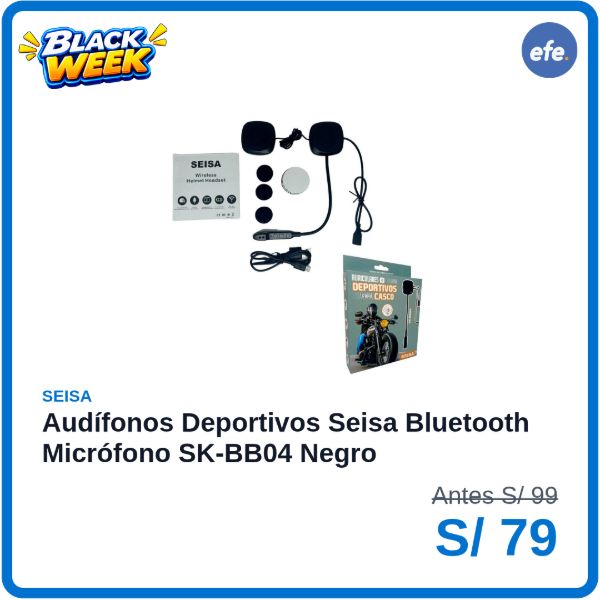 BLACK
WEEK
efe.
SEISA
Wireless
Helmet Headset
DEPORTIVOS
CASCO
SEISA
Audífonos Deportivos Seisa Bluetooth
Micrófono SK-BB04 Negro
Antes S/ 99
S/ 79